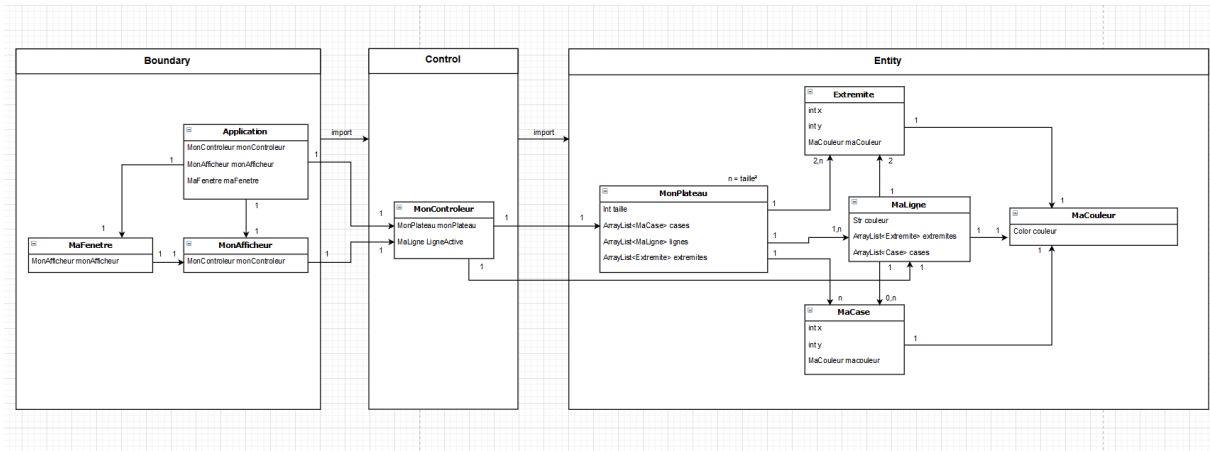 Boundary
Control
Entity
Application
MonControleur monControleur
MonAfficheur monAfficheur
MaFenetre maFenetre
1
1
1
1
1
1
import
MaFenetre
MonAfficheur monAfficheur
1
1
MonAfficheur
MonControleur monControleur
1
1
MonControleur
MonPlateau monPlateau
MaLigne LigneActive
1
1
1
1
import
n = taille²
MonPlateau
Int taille
ArrayList<MaCase> cases
ArrayList<MaLigne> lignes
ArrayList<Extremite> extremites
1
2,n
1
1,n
1
n
Extremite
int x
int y
MaCouleur maCouleur
1
1
2
1
MaLigne
Str couleur
ArrayList<Extremite> extremites
ArrayList<Case> cases
1
1
1
0,n
MaCase
int x
int y
MaCouleur macouleur
1
1
MaCouleur
Color couleur